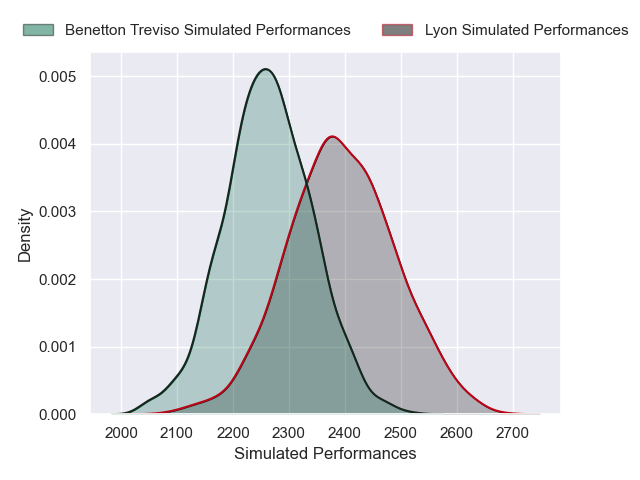 Benetton Treviso Simulated Performances
Lyon Simulated Performances
0.005
0.004
0.003
0.002
0.001
0.000
Density
2000 2100 2200 2300 2400 2500 2600 2700
Simulated Performances